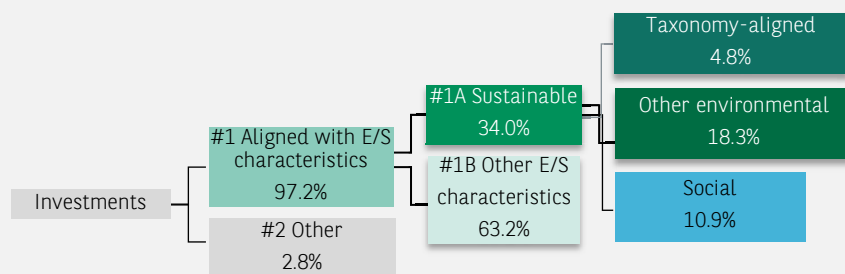 Investments
#1 Aligned with E/S
characteristics
97.2%
#2 Other
2.8%
#1A Sustainable
34.0%
#1B Other E/S
characteristics
63.2%
Taxonomy-aligned
4.8%
Other environmental
18.3%
Social
10.9%